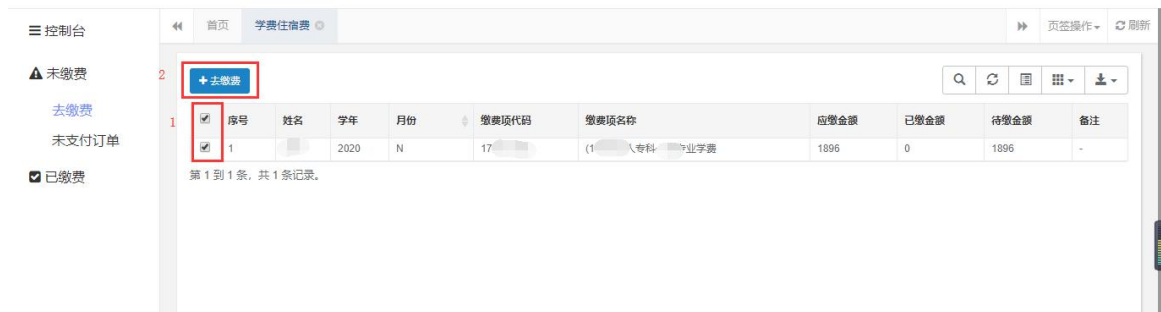 控制台
首页 学费住宿费 页签操作 刷新
未缴费
2
去缴费
去缴费
1
序号 姓名 学年 月份 缴费项代码 缴费项名称 应缴金额 已缴金额 待缴金额 备注
1 2020 N 17 (1 人专科 专业学费 1896 0 1896 -
未支付订单
第 1 到 1 条，共 1 条记录。
已缴费